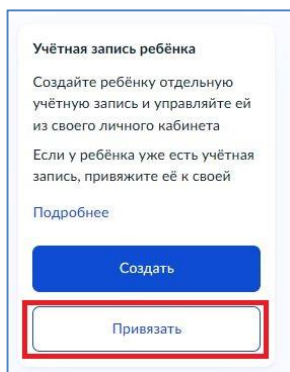 Учётная запись ребёнка
Создайте ребёнку отдельную
учётную запись и управляйте ей
из своего личного кабинета
Если у ребёнка уже есть учётная
запись, привяжите её к своей
Подробнее
Создать
Привязать